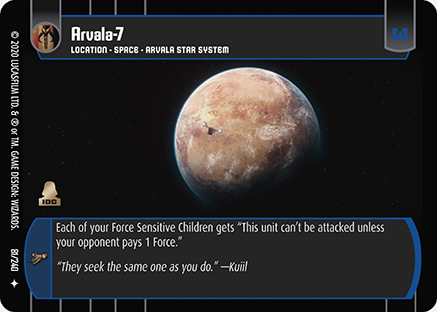 Arvala-7
LOCATION - SPACE - ARVALA STAR SYSTEM
IDC
Each of your Force Sensitive Children gets “This unit can’t be attacked unless
your opponent pays 1 Force.”
“They seek the same one as you do.” —Kuiil
© 2020 LUCASFILM LTD. & ® or TM. GAME DESIGN: WIZARDS.
81/240